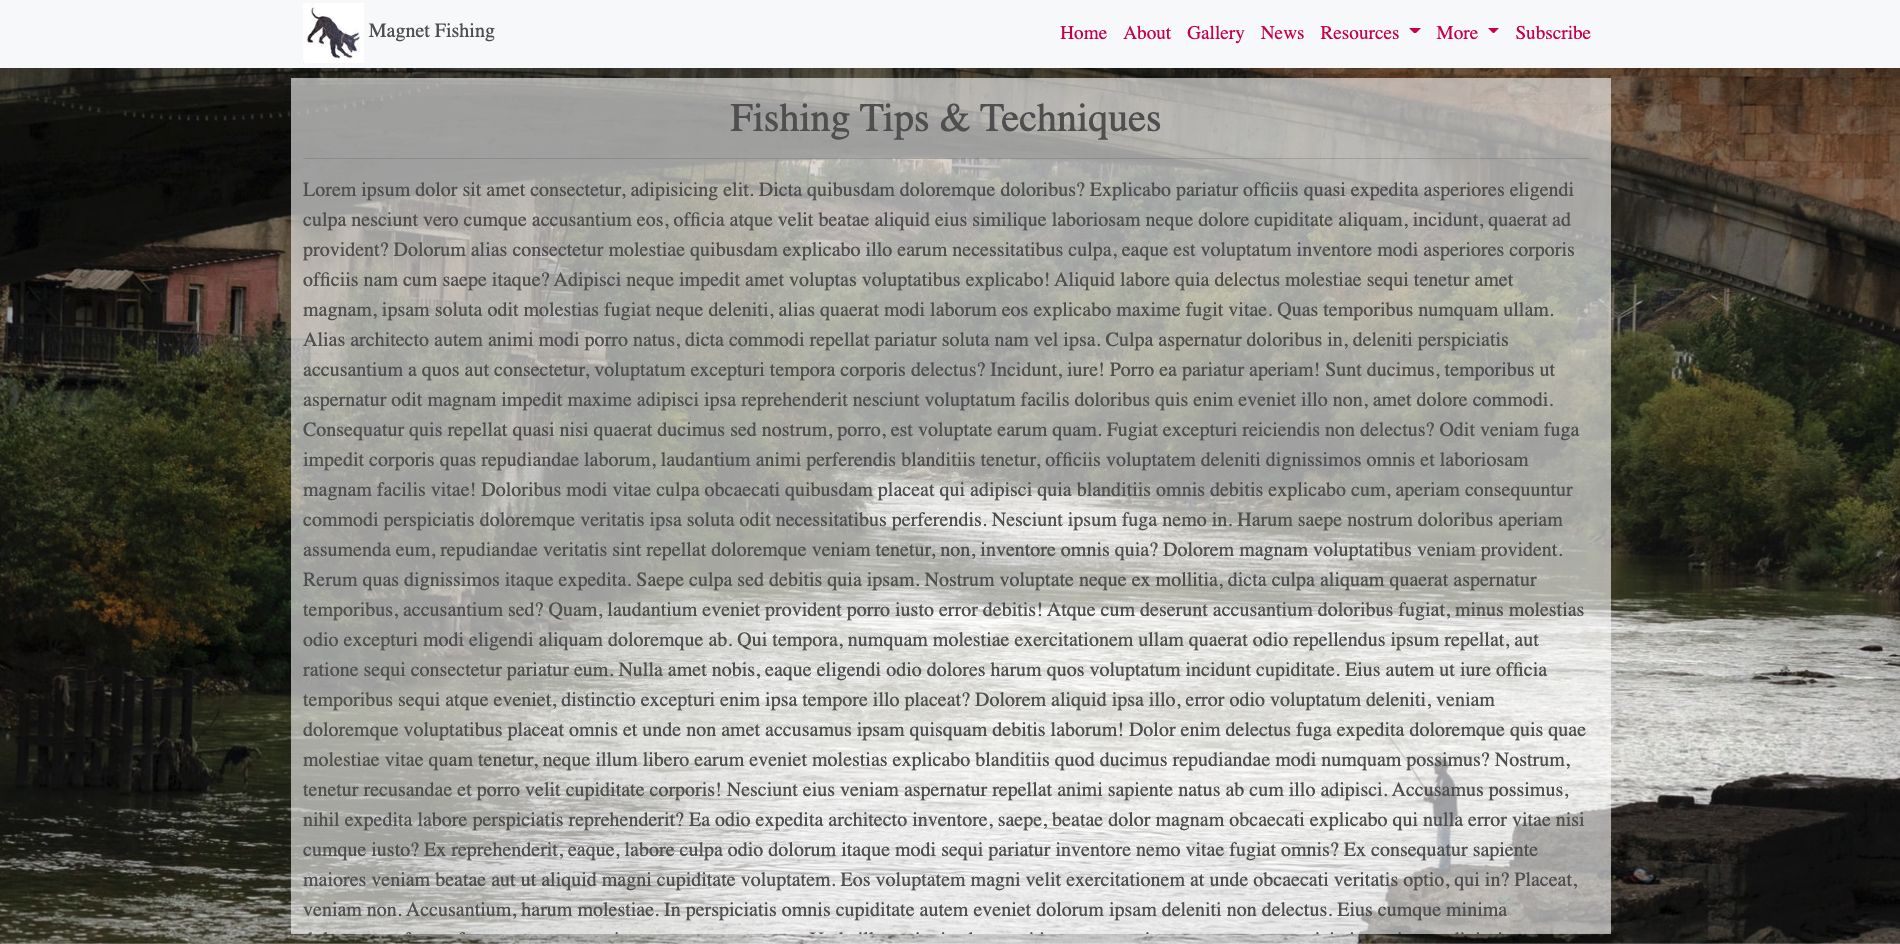 Magnet Fishing
Home About Gallery News Resources More Subscribe
Fishing Tips & Techniques
Lorem ipsum dolor sit amet consectetur, adipisicing elit. Dicta quibusdam doloremque doloribus? Explicabo pariatur officiis quasi expedita asperiores eligendi
culpa nesciunt vero cumque accusantium eos, officia atque velit beatae aliquid eius similique laboriosam neque dolore cupiditate aliquam, incidunt, quaerat ad
provident? Dolorum alias consectetur molestiae quibusdam explicabo illo earum necessitatibus culpa, eaque est voluptatum inventore modi asperiores corporis
officiis nam cum saepe itaque? Adipisci neque impedit amet voluptas voluptatibus explicabo! Aliquid labore quia delectus molestiae sequi tenetur amet
magnam, ipsam soluta odit molestias fugiat neque deleniti, alias quaerat modi laborum eos explicabo maxime fugit vitae. Quas temporibus numquam ullam.
Alias architecto autem animi modi porro natus, dicta commodi repellat pariatur soluta nam vel ipsa. Culpa aspernatur doloribus in, deleniti perspiciatis
accusantium a quos aut consectetur, voluptatum excepturi tempora corporis delectus? Incidunt, iure! Porro ea pariatur aperiam! Sunt ducimus, temporibus ut
aspernatur odit magnam impedit maxime adipisci ipsa reprehenderit nesciunt voluptatum facilis doloribus quis enim eveniet illo non, amet dolore commodi.
Consequatur quis repellat quasi nisi quaerat ducimus sed nostrum, porro, est voluptate earum quam. Fugiat excepturi reiciendis non delectus? Odit veniam fuga
impedit corporis quas repudiandae laborum, laudantium animi perferendis blanditiis tenetur, officiis voluptatem deleniti dignissimos omnis et laboriosam
magnam facilis vitae! Doloribus modi vitae culpa obcaecati quibusdam placeat qui adipisci quia blanditiis omnis debitis explicabo cum, aperiam consequuntur
commodi perspiciatis doloremque veritatis ipsa soluta odit necessitatibus perferendis. Nesciunt ipsum fuga nemo in. Harum saepe nostrum doloribus aperiam
assumenda eum, repudiandae veritatis sint repellat doloremque veniam tenetur, non, inventore omnis quia? Dolorem magnam voluptatibus veniam provident.
Rerum quas dignissimos itaque expedita. Saepe culpa sed debitis quia ipsam. Nostrum voluptate neque ex mollitia, dicta culpa aliquam quaerat aspernatur
temporibus, accusantium sed? Quam, laudantium eveniet provident porro iusto error debitis! Atque cum deserunt accusantium doloribus fugiat, minus molestias
odio excepturi modi eligendi aliquam doloremque ab. Qui tempora, numquam molestiae exercitationem ullam quaerat odio repellendus ipsum repellat, aut
ratione sequi consectetur pariatur eum. Nulla amet nobis, eaque eligendi odio dolores harum quos voluptatum incidunt cupiditate. Eius autem ut iure officia
temporibus sequi atque eveniet, distinctio excepturi enim ipsa tempore illo placeat? Dolorem aliquid ipsa illo, error odio voluptatum deleniti, veniam
doloremque voluptatibus placeat omnis et unde non amet accusamus ipsam quisquam debitis laborum! Dolor enim delectus fuga expedita doloremque quis quae
molestiae vitae quam tenetur, neque illum libero earum eveniet molestias explicabo blanditiis quod ducimus repudiandae modi numquam possimus? Nostrum,
tenetur recusandae et porro velit cupiditate corporis! Nesciunt eius veniam aspernatur repellat animi sapiente natus ab cum illo adipisci. Accusamus possimus,
nihil expedita labore perspiciatis reprehenderit? Ea odio expedita architecto inventore, saepe, beatae dolor magnam obcaecati explicabo qui nulla error vitae nisi
cumque iusto? Ex reprehenderit, eaque, labore culpa odio dolorum itaque modi sequi pariatur inventore nemo vitae fugiat omnis? Ex consequatur sapiente
maiores veniam beatae aut ut aliquid magni cupiditate voluptatem. Eos voluptatem magni velit exercitationem at unde obcaecati veritatis optio, qui in? Placeat,
veniam non. Accusantium, harum molestiae. In perspiciatis omnis cupiditate autem eveniet dolorum ipsam deleniti non delectus. Eius cumque minima